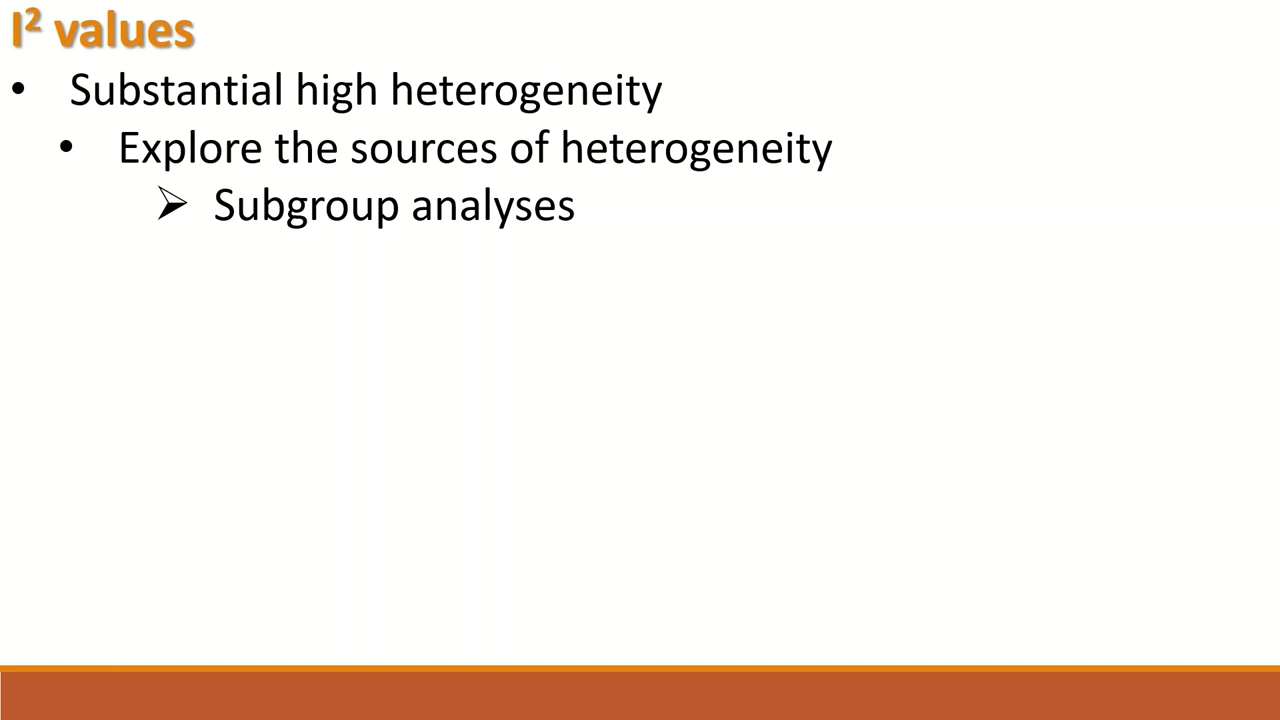 I² values
• Substantial high heterogeneity
• Explore the sources of heterogeneity
➢ Subgroup analyses